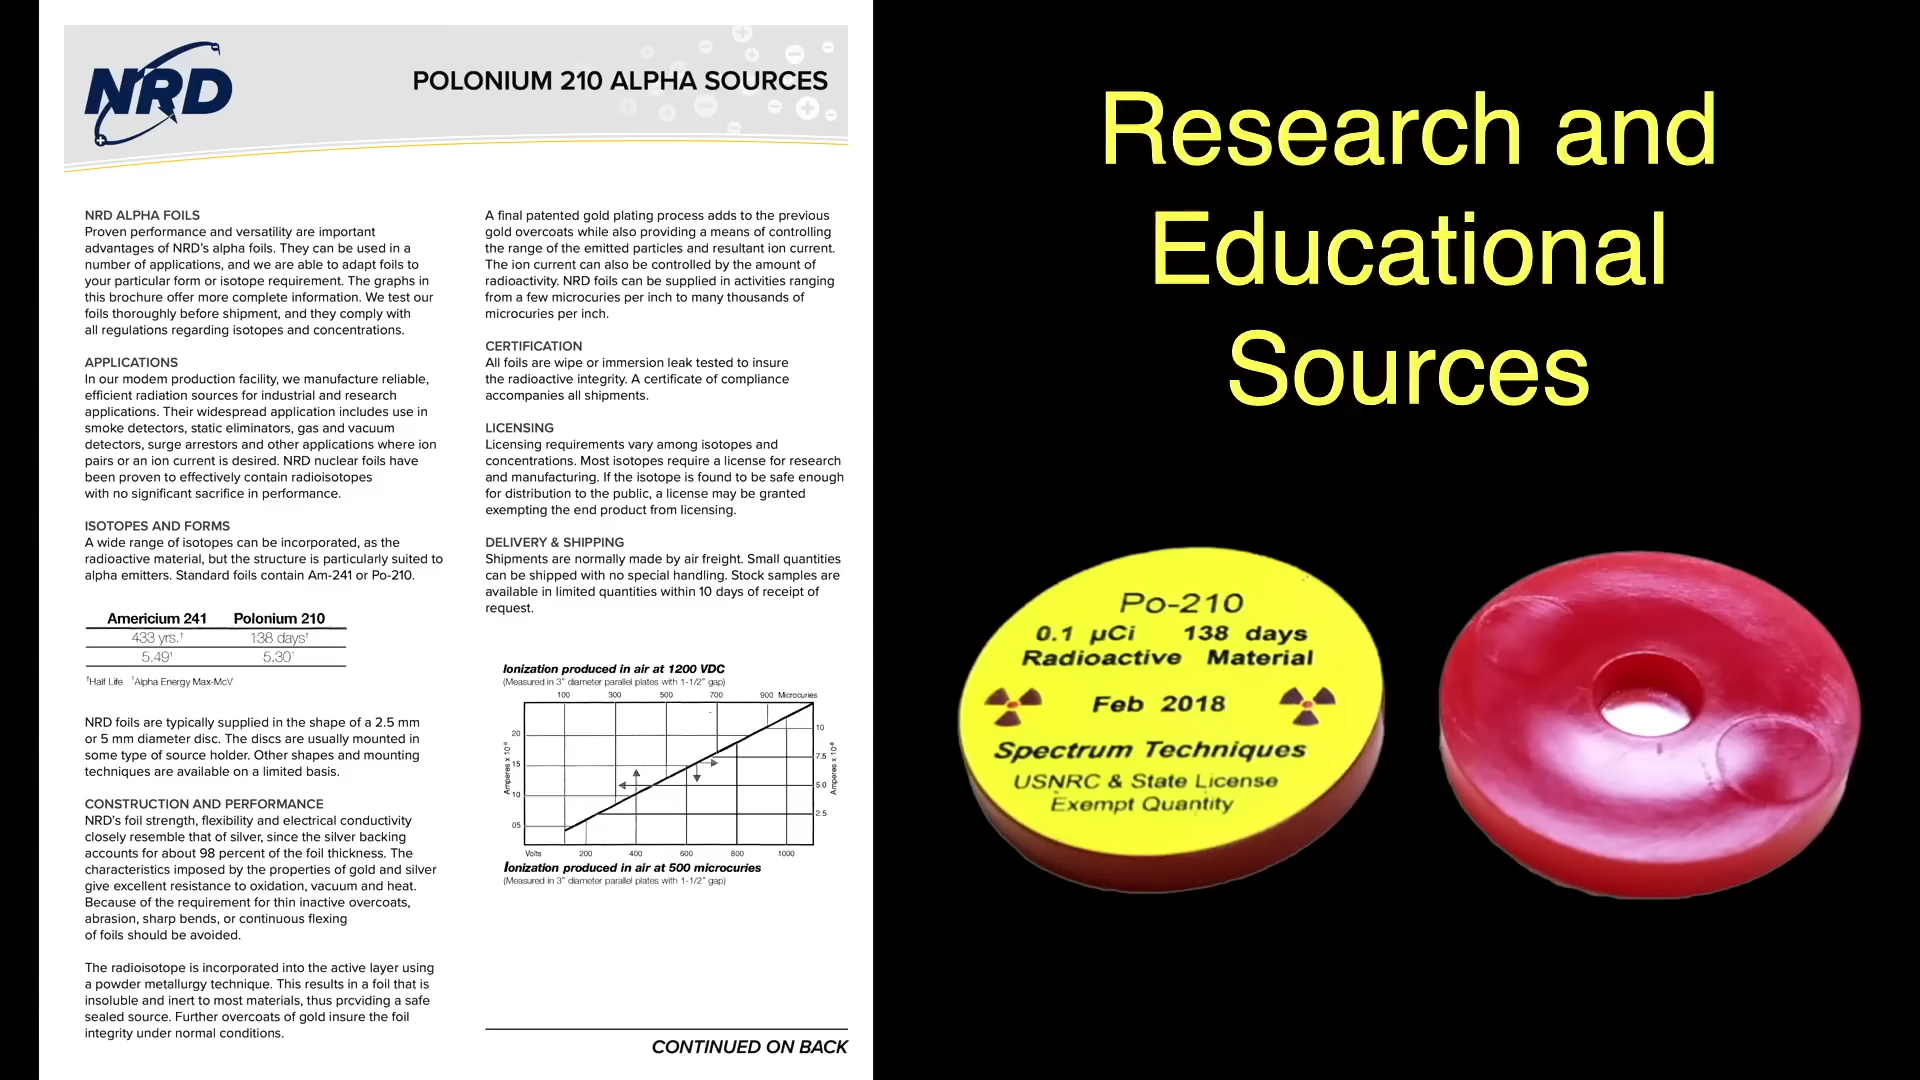 NRD
POLONIUM 210 ALPHA SOURCES
NRD ALPHA FOILS
Proven performance and versatility are important
advantages of NRD's alpha foils. They can be used in a
number of applications, and we are able to adapt foils to
your particular form or isotope requirement. The graphs in
this brochure offer more complete information. We test our
foils thoroughly before shipment, and they comply with
all regulations regarding isotopes and concentrations.
APPLICATIONS
In our modem production facility, we manufacture reliable,
efficient radiation sources for industrial and research
applications. Their widespread application includes use in
smoke detectors, static eliminators, gas and vacuum
detectors, surge arrestors and other applications where ion
pairs or an ion current is desired. NRD nuclear foils have
been proven to effectively contain radioisotopes
with no significant sacrifice in performance.
ISOTOPES AND FORMS
A wide range of isotopes can be incorporated, as the
radioactive material, but the structure is particularly suited to
alpha emitters. Standard foils contain Am-241 or Po-210.
Americium 241 Polonium 210
433 yrs.† 138 days†
5.49¹ 5.30¹
†Half Life ¹Alpha Energy Max-McV
NRD foils are typically supplied in the shape of a 2.5 mm
or 5 mm diameter disc. The discs are usually mounted in
some type of source holder. Other shapes and mounting
techniques are available on a limited basis.
CONSTRUCTION AND PERFORMANCE
NRD's foil strength, flexibility and electrical conductivity
closely resemble that of silver, since the silver backing
accounts for about 98 percent of the foil thickness. The
characteristics imposed by the properties of gold and silver
give excellent resistance to oxidation, vacuum and heat.
Because of the requirement for thin inactive overcoats,
abrasion, sharp bends, or continuous flexing
of foils should be avoided.
The radioisotope is incorporated into the active layer using
a powder metallurgy technique. This results in a foil that is
insoluble and inert to most materials, thus prcviding a safe
sealed source. Further overcoats of gold insure the foil
integrity under normal conditions.
A final patented gold plating process adds to the previous
gold overcoats while also providing a means of controlling
the range of the emitted particles and resultant ion current.
The ion current can also be controlled by the amount of
radioactivity. NRD foils can be supplied in activities ranging
from a few microcuries per inch to many thousands of
microcuries per inch.
CERTIFICATION
All foils are wipe or immersion leak tested to insure
the radioactive integrity. A certificate of compliance
accompanies all shipments.
LICENSING
Licensing requirements vary among isotopes and
concentrations. Most isotopes require a license for research
and manufacturing. If the isotope is found to be safe enough
for distribution to the public, a license may be granted
exempting the end product from licensing.
DELIVERY & SHIPPING
Shipments are normally made by air freight. Small quantities
can be shipped with no special handling. Stock samples are
available in limited quantities within 10 days of receipt of
request.
Ionization produced in air at 1200 VDC
(Measured in 3" diameter parallel plates with 1-1/2" gap)
100 300 500 700 900 Microcuries
20
15
10
05
Amperes x 10⁻⁸
10
7.5
5.0
2.5
Amperes x 10⁻⁸
Volts 200 400 600 800 1000
Ionization produced in air at 500 microcuries
(Measured in 3" diameter parallel plates with 1-1/2" gap)
CONTINUED ON BACK
Research and
Educational
Sources
Po-210
0.1 µCi 138 days
Radioactive Material
Feb 2018
Spectrum Techniques
USNRC & State License
Exempt Quantity